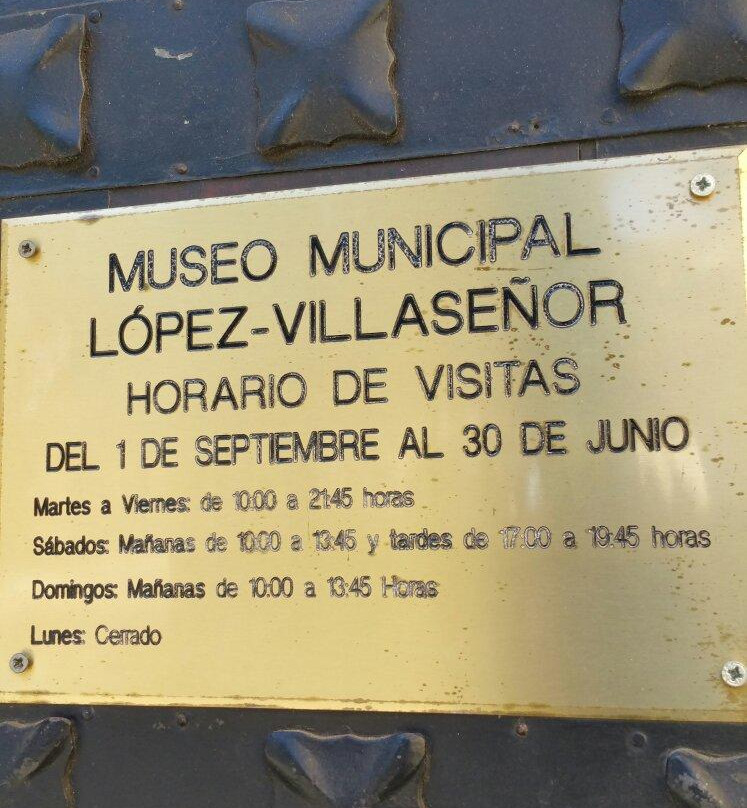 MUSEO MUNICIPAL
LÓPEZ-VILLASEÑOR
HORARIO DE VISITAS
DEL 1 DE SEPTIEMBRE AL 30 DE JUNIO
Martes a Viernes: de 10:00 a 21:45 horas
Sábados: Mañanas de 10:00 a 13:45 y tardes de 17:00 a 19:45 horas
Domingos: Mañanas de 10:00 a 13:45 Horas
Lunes: Cerrado